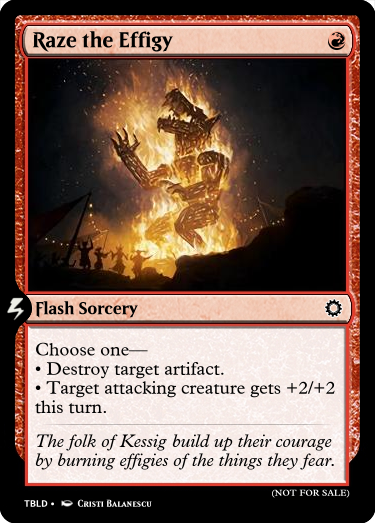 Raze the Effigy
Flash Sorcery
Choose one—
• Destroy target artifact.
• Target attacking creature gets +2/+2
this turn.
The folk of Kessig build up their courage
by burning effigies of the things they fear.
(NOT FOR SALE)
TBLD • Cristi Balanescu